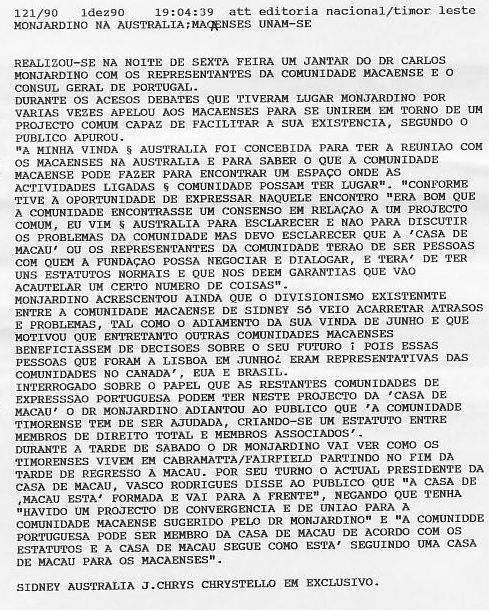 121/90   1dez90   19:04:39  att editoria nacional/timor leste
MONJARDINO NA AUSTRALIA;MACAENSES UNAM-SE
REALIZOU-SE NA NOITE DE SEXTA FEIRA UM JANTAR DO DR CARLOS
MONJARDINO COM OS REPRESENTANTES DA COMUNIDADE MACAENSE E O
CONSUL GERAL DE PORTUGAL.
DURANTE OS ACESOS DEBATES QUE TIVERAM LUGAR MONJARDINO POR
VARIAS VEZES APELOU AOS MACAENSES PARA SE UNIREM EM TORNO DE UM
PROJECTO COMUM CAPAZ DE FACILITAR A SUA EXISTENCIA, SEGUNDO O
PUBLICO APUROU.
"A MINHA VINDA § AUSTRALIA FOI CONCEBIDA PARA TER A REUNIAO COM
OS MACAENSES NA AUSTRALIA E PARA SABER O QUE A COMUNIDADE
MACAENSE PODE FAZER PARA ENCONTRAR UM ESPAÇO ONDE AS
ACTIVIDADES LIGADAS § COMUNIDADE POSSAM TER LUGAR". "CONFORME
TIVE A OPORTUNIDADE DE EXPRESSAR NAQUELE ENCONTRO "ERA BOM QUE
A COMUNIDADE ENCONTRASSE UM CONSENSO EM RELAÇAO A UM PROJECTO
COMUM, EU VIM § AUSTRALIA PARA ESCLARECER E NAO PARA DISCUTIR
OS PROBLEMAS DA COMUNIDADE MAS DEVO ESCLARECER QUE A 'CASA DE
MACAU' OU OS REPRESENTANTES DA COMUNIDADE TERAO DE SER PESSOAS
COM QUEM A FUNDAÇAO POSSA NEGOCIAR E DIALOGAR, E TERA' DE TER
UNS ESTATUTOS NORMAIS E QUE NOS DEEM GARANTIAS QUE VAO
ACAUTELAR UM CERTO NUMERO DE COISAS".
MONJARDINO ACRESCENTOU AINDA QUE O DIVISIONISMO EXISTENMTE
ENTRE A COMUNIDADE MACAENSE DE SIDNEY Só VEIO ACARRETAR ATRASOS
E PROBLEMAS, TAL COMO O ADIAMENTO DA SUA VINDA DE JUNHO E QUE
MOTIVOU QUE ENTRETANTO OUTRAS COMUNIDADES MACAENSES
BENEFICIASSEM DE DECISOES SOBRE O SEU FUTURO ¡ POIS ESSAS
PESSOAS QUE FORAM A LISBOA EM JUNHO¿ ERAM REPRESENTATIVAS DAS
COMUNIDADES NO CANADA', EUA E BRASIL.
INTERROGADO SOBRE O PAPEL QUE AS RESTANTES COMUNIDADES DE
EXPRESSSAO PORTUGUESA PODEM TER NESTE PROJECTO DA 'CASA DE
MACAU' O DR MONJARDINO ADIANTOU AO PUBLICO QUE 'A COMUNIDADE
TIMORENSE TEM DE SER AJUDADA, CRIANDO-SE UM ESTATUTO ENTRE
MEMBROS DE DIREITO TOTAL E MEMBROS ASSOCIADOS'.
DURANTE A TARDE DE SABADO O DR MONJARDINO VAI VER COMO OS
TIMORENSES VIVEM EM CABRAMATTA/FAIRFIELD PARTINDO NO FIM DA
TARDE DE REGRESSO A MACAU. POR SEU TURNO O ACTUAL PRESIDENTE DA
CASA DE MACAU, VASCO RODRIGUES DISSE AO PUBLICO QUE "A CASA DE
,MACAU ESTA' FORMADA E VAI PARA A FRENTE", NEGANDO QUE TENHA
"HAVIDO UM PROJECTO DE CONVERGENCIA E DE UNIAO PARA A
COMUNIDADE MACAENSE SUGERIDO PELO DR MONJARDINO" E "A COMUNIDDE
PORTUGUESA PODE SER MEMBRO DA CASA DE MACAU DE ACORDO COM OS
ESTATUTOS E A CASA DE MACAU SEGUE COMO ESTA' SEGUINDO UMA CASA
DE MACAU PARA OS MACAENSES".
SIDNEY AUSTRALIA J.CHRYS CHRYSTELLO EM EXCLUSIVO.